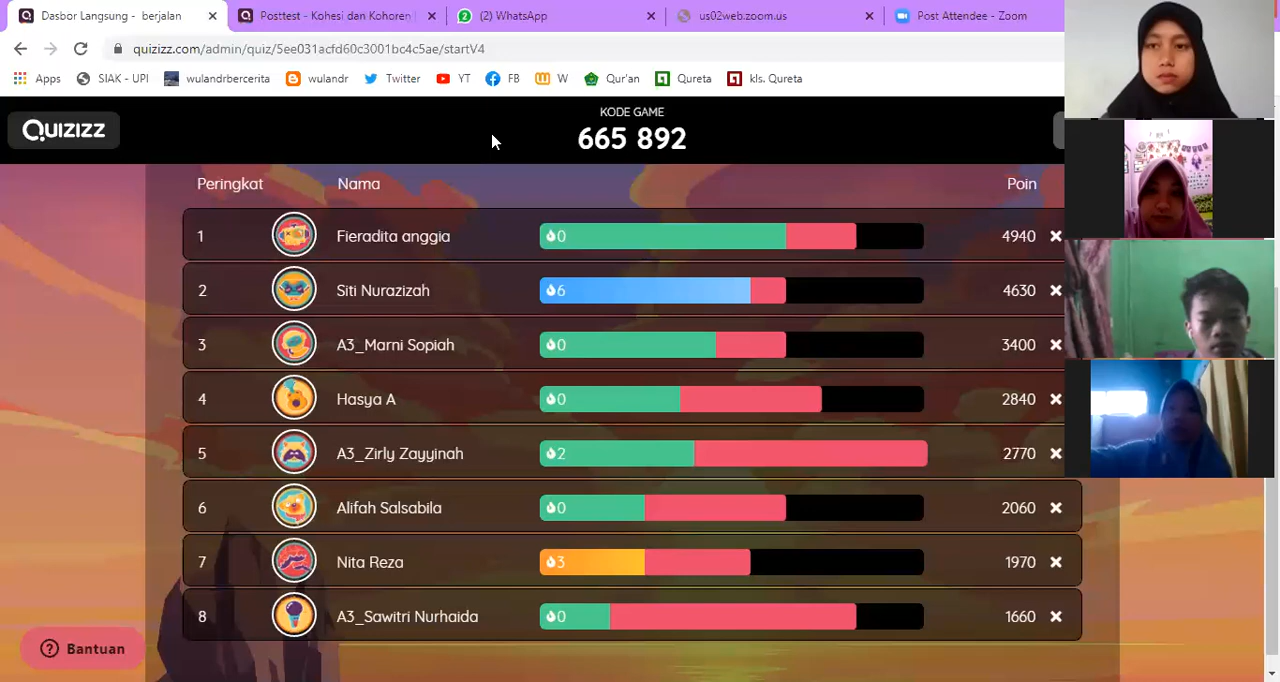 Dasbor Langsung - berjalan
Posttest - Kohesi dan Kohoren
(2) WhatsApp
us02web.zoom.us
Post Attendee - Zoom
quizizz.com/admin/quiz/5ee031acfd60c3001bc4c5ae/startV4
Apps SIAK - UPI wulandrbercerita wulandr Twitter YT FB W Qur'an Qureta kls. Qureta
QUIZIZZ
KODE GAME
665 892
Peringkat Nama Poin
1 Fieradita anggia 0 4940
2 Siti Nurazizah 6 4630
3 A3_Marni Sopiah 0 3400
4 Hasya A 0 2840
5 A3_Zirly Zayyinah 2 2770
6 Alifah Salsabila 0 2060
7 Nita Reza 3 1970
8 A3_Sawitri Nurhaida 0 1660
Bantuan